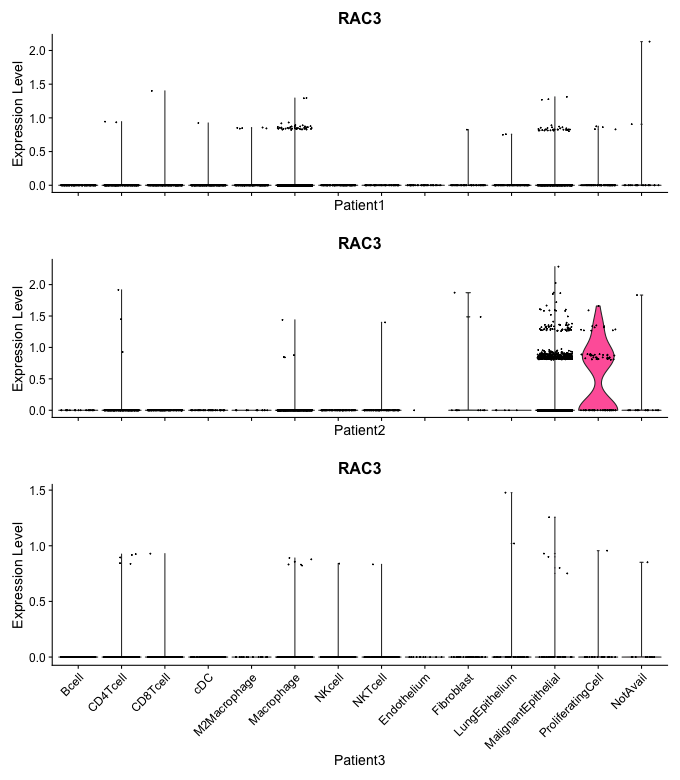 RAC3
Expression Level
2.0
1.5
1.0
0.5
0.0
Patient1
RAC3
Expression Level
2.0
1.5
1.0
0.5
0.0
Patient2
RAC3
Expression Level
1.5
1.0
0.5
0.0
Bcell
CD4Tcell
CD8Tcell
cDC
M2Macrophage
Macrophage
NKcell
NKTcell
Endothelium
Fibroblast
LungEpithelium
MalignantEpithelial
ProliferatingCell
NotAvail
Patient3